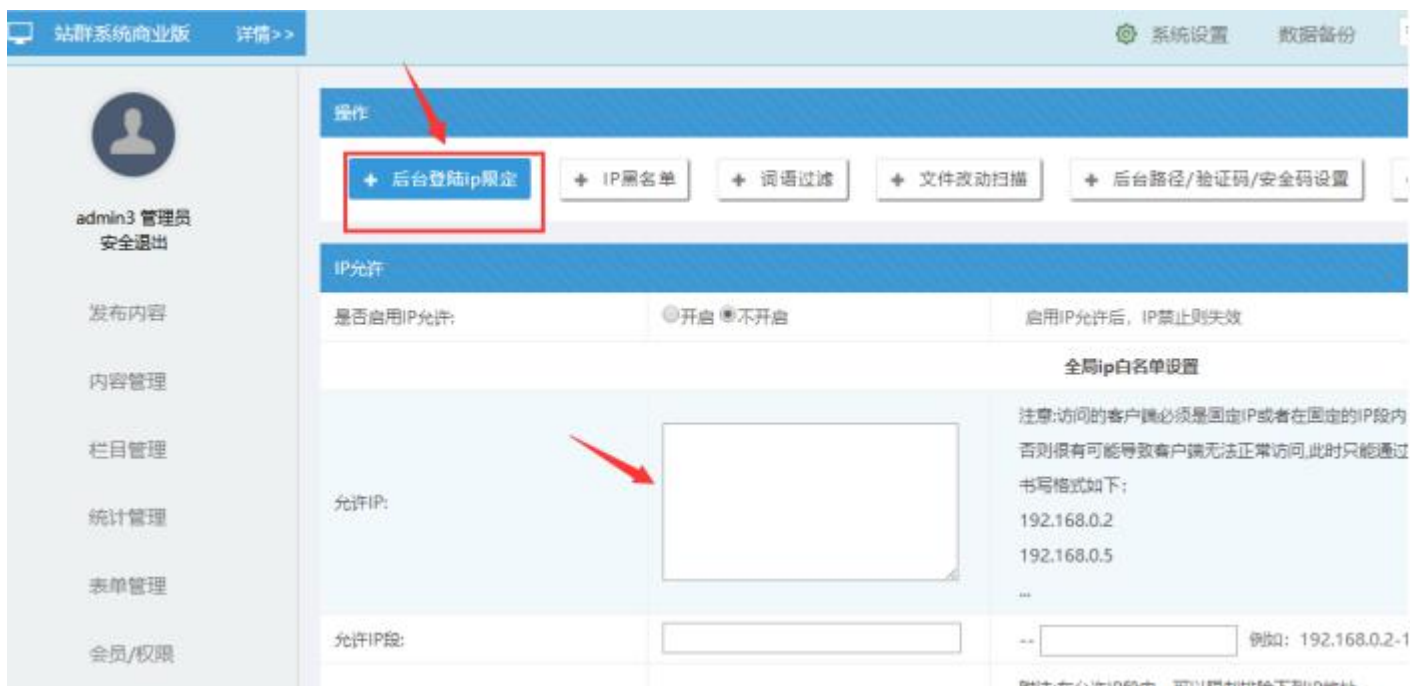 站群系统商业版 详情>>
系统设置 数据备份
admin3 管理员
安全退出
发布内容
内容管理
栏目管理
统计管理
表单管理
会员/权限
操作
+ 后台登陆ip限定 + IP黑名单 + 词语过滤 + 文件改动扫描 + 后台路径/验证码/安全码设置
IP允许
是否启用IP允许: 开启 不开启 启用IP允许后，IP禁止则失效
全局ip白名单设置
允许IP:
注意:访问的客户端必须是固定IP或者在固定的IP段内
否则很有可能导致客户端无法正常访问,此时只能通过
书写格式如下:
192.168.0.2
192.168.0.5
...
允许IP段: -- 例如: 192.168.0.2-1